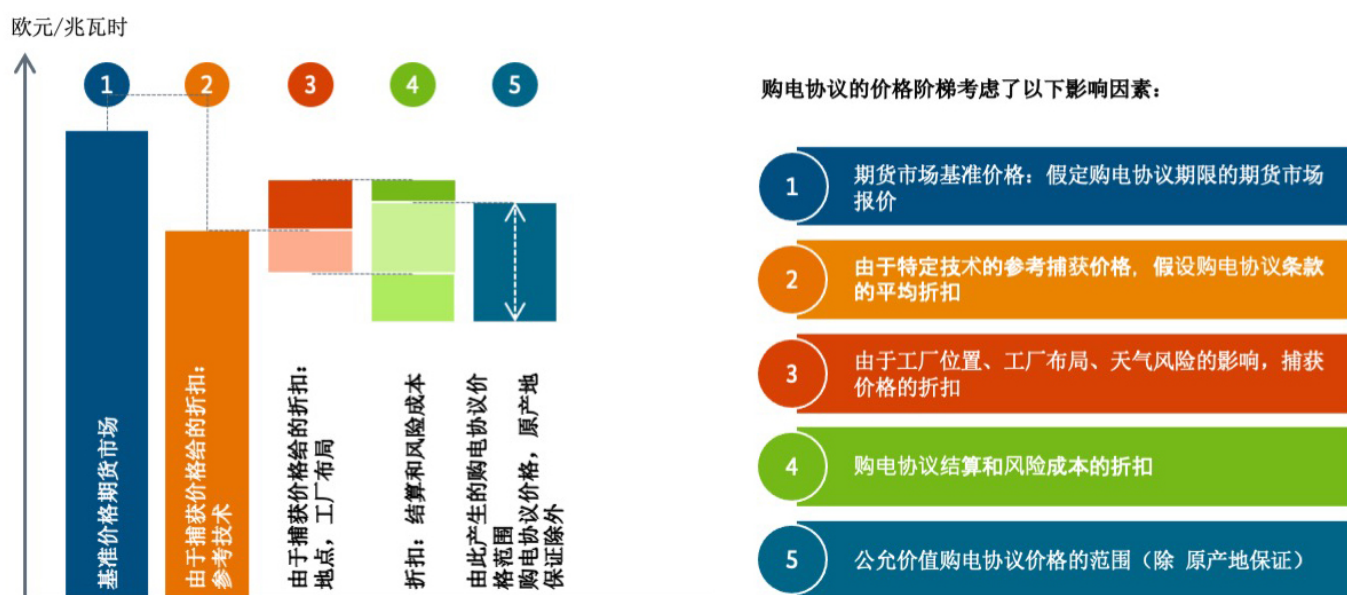 欧元/兆瓦时
1
2
3
4
5
基准价格期货市场
由于捕获价格给的折扣:
参考技术
由于捕获价格给的折扣:
地点，工厂布局
折扣: 结算和风险成本
由此产生的购电协议价
格范围
购电协议价格，原产地
保证除外
购电协议的价格阶梯考虑了以下影响因素:
1
期货市场基准价格: 假定购电协议期限的期货市场
报价
2
由于特定技术的参考捕获价格, 假设购电协议条款
的平均折扣
3
由于工厂位置、工厂布局、天气风险的影响，捕获
价格的折扣
4
购电协议结算和风险成本的折扣
5
公允价值购电协议价格的范围（除 原产地保证）